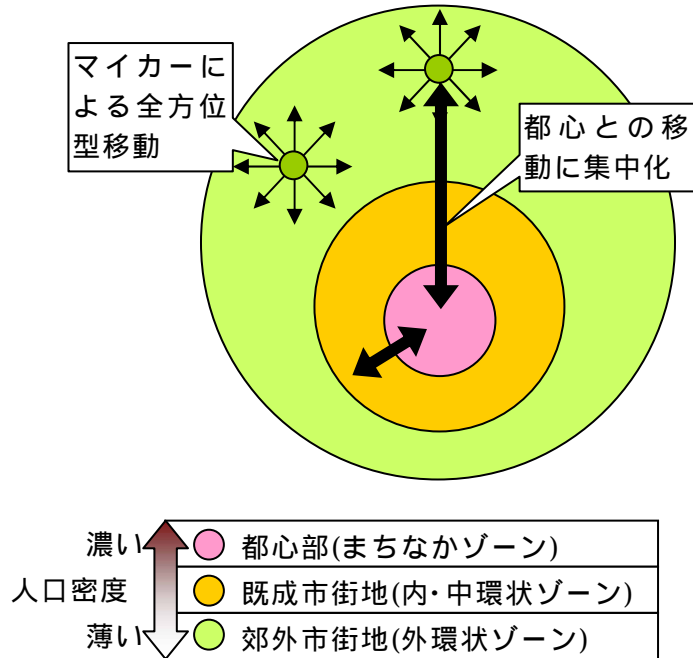 マイカーに
よる全方位
型移動
都心との移
動に集中化
濃い
都心部(まちなかゾーン)
人口密度
既成市街地(内・中環状ゾーン)
薄い
郊外市街地(外環状ゾーン)